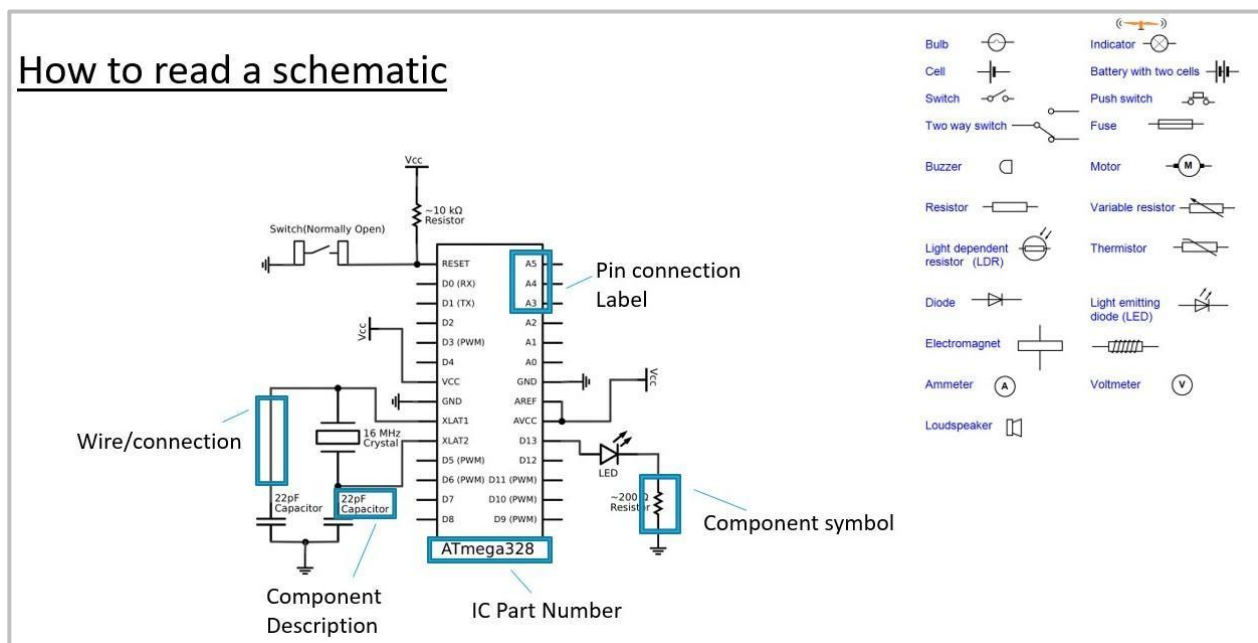 How to read a schematic
Vcc
~10 kΩ
Resistor
Switch(Normally Open)
RESET
D0 (RX)
D1 (TX)
D2
D3 (PWM)
D4
VCC
GND
XLAT1
XLAT2
D5 (PWM)
D6 (PWM)
D7
D8
A5
A4
A3
A2
A1
A0
GND
AREF
AVCC
D13
D12
D11 (PWM)
D10 (PWM)
D9 (PWM)
ATmega328
Vcc
Vcc
Pin connection
Label
Wire/connection
16 MHz
Crystal
22pF
Capacitor
22pF
Capacitor
LED
~200 Ω
Resistor
Component symbol
Component
Description
IC Part Number
Bulb
Indicator
Cell
Battery with two cells
Switch
Push switch
Two way switch
Fuse
Buzzer
Motor
M
Resistor
Variable resistor
Light dependent
resistor (LDR)
Thermistor
Diode
Light emitting
diode (LED)
Electromagnet
Ammeter
A
Voltmeter
V
Loudspeaker